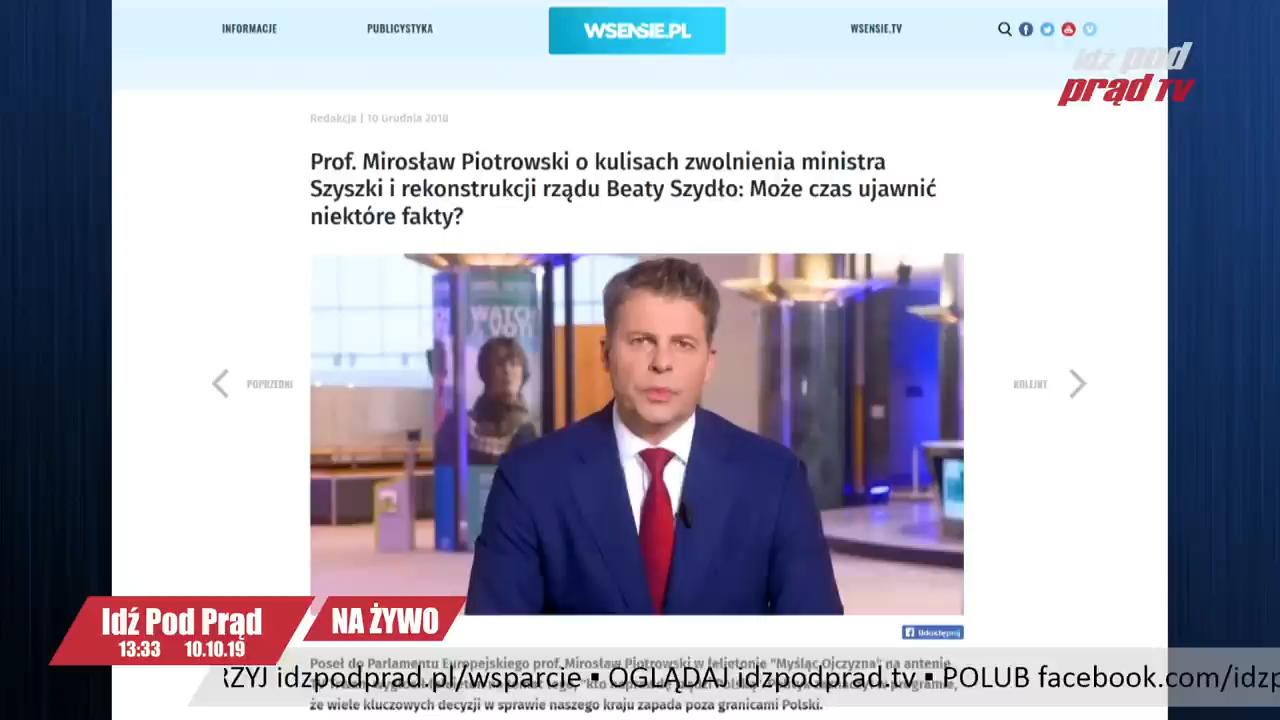 INFORMACJE
PUBLICYSTYKA
WSENSIE.PL
WSENSIE.TV
idź pod
prąd TV
Redakcja | 10 Grudnia 2018
Prof. Mirosław Piotrowski o kulisach zwolnienia ministra
Szyszki i rekonstrukcji rządu Beaty Szydło: Może czas ujawnić
niektóre fakty?
POPRZEDNI
KOLEJNY
Idź Pod Prąd
NA ŻYWO
13:33 10.10.19
Udostępnij
Poseł do Parlamentu Europejskiego prof. Mirosław Piotrowski w felietonie "Myśląc Ojczyzna" na antenie
idzpodprad.pl/wsparcie ▪ OGLĄDAJ idzpodprad.tv ▪ POLUB facebook.com/idzp
że wiele kluczowych decyzji w sprawie naszego kraju zapada poza granicami Polski.